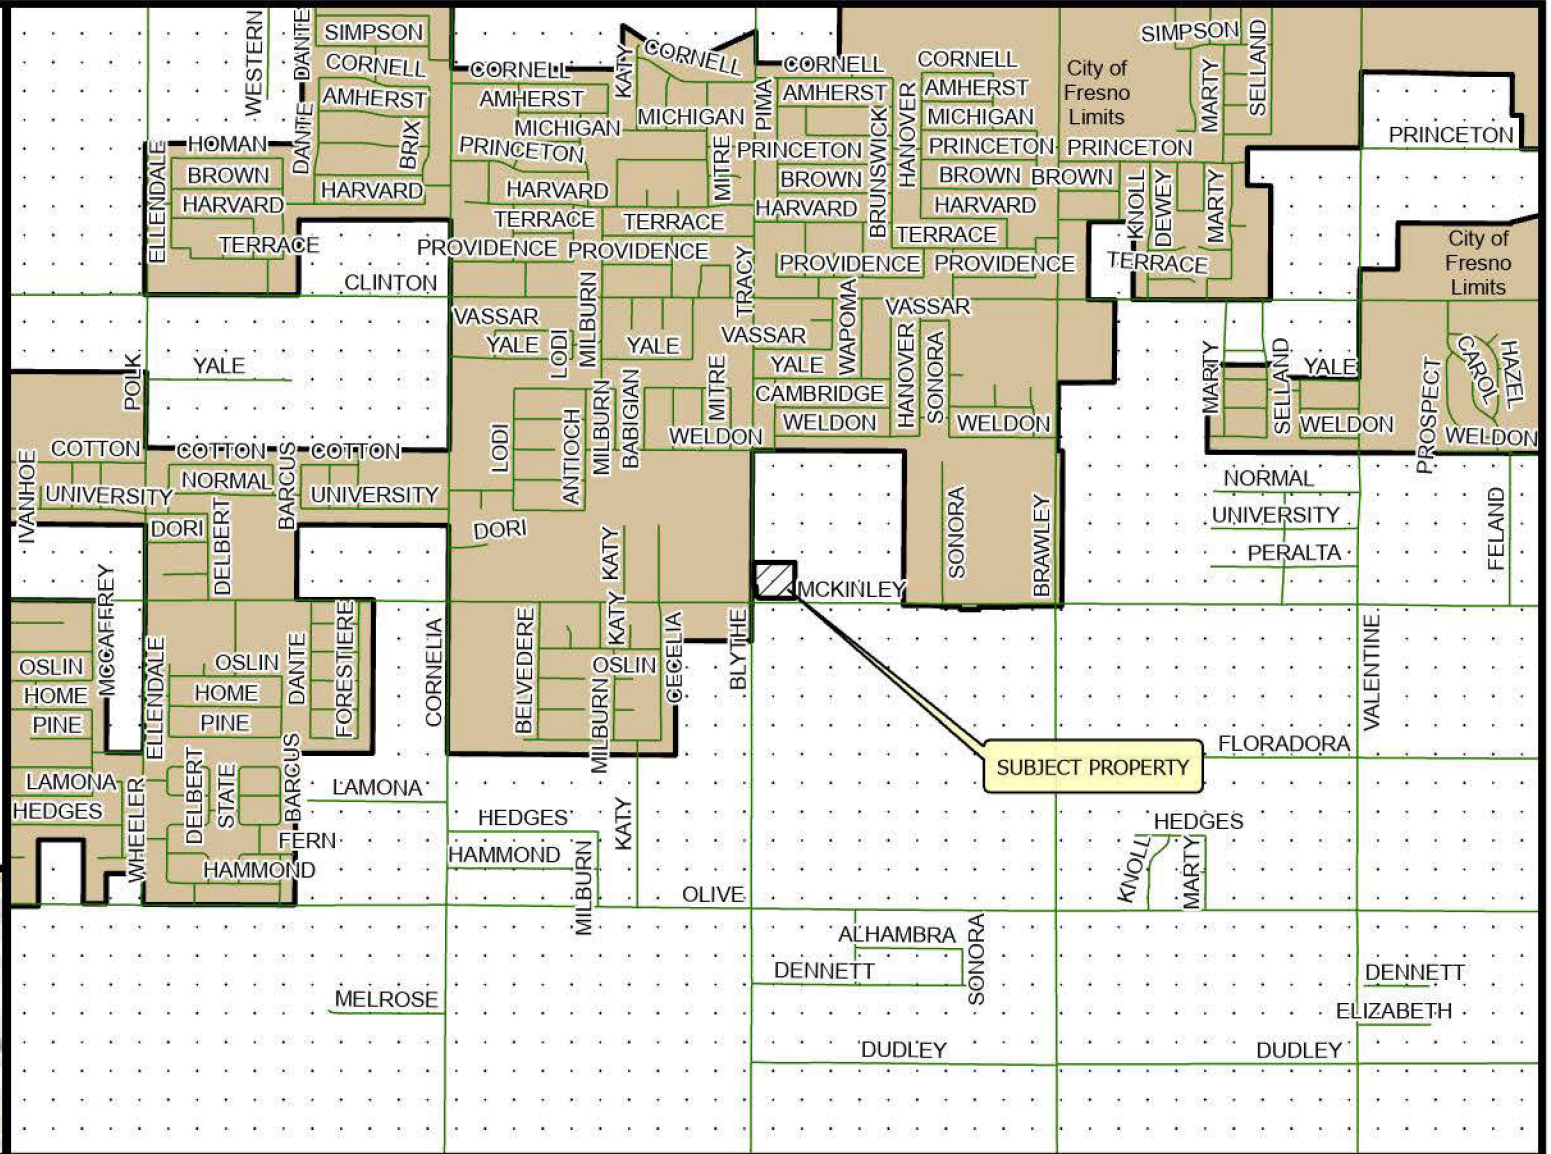 WESTERN
DANTE
SIMPSON
CORNELL
AMHERST
BRIX
DANTE
HARVARD
HOMAN
ELLENDALE
BROWN
HARVARD
TERRACE
CLINTON
CORNELL
KATY
CORNELL
AMHERST
MICHIGAN
MICHIGAN
PRINCETON
MITRE
HARVARD
TERRACE
TERRACE
PROVIDENCE
PROVIDENCE
PIMA
CORNELL
AMHERST
PRINCETON
BROWN
HARVARD
BRUNSWICK
HANOVER
CORNELL
AMHERST
MICHIGAN
PRINCETON
BROWN
HARVARD
TERRACE
PROVIDENCE
PROVIDENCE
City of
Fresno
Limits
SIMPSON
MARTY
SELLAND
PRINCETON
BROWN
KNOLL
DEWEY
MARTY
TERRACE
PRINCETON
City of
Fresno
Limits
POLK
YALE
VASSAR
YALE
LODI
MILBURN
YALE
TRACY
VASSAR
YALE
WAPOMA
VASSAR
CAMBRIDGE
WELDON
HANOVER
SONORA
WELDON
MITRE
WELDON
MILBURN
BABIGIAN
LODI
ANTIOCH
MARTY
SELLAND
YALE
WELDON
PROSPECT
CAROL
HAZEL
WELDON
IVANHOE
COTTON
COTTON
COTTON
BARCUS
NORMAL
UNIVERSITY
UNIVERSITY
DORI
DELBERT
DORI
KATY
SONORA
BRAWLEY
NORMAL
UNIVERSITY
PERALTA
FELAND
MCKINLEY
MCCAFFREY
OSLIN
HOME
PINE
ELLENDALE
OSLIN
HOME
PINE
DANTE
FORESTIERE
CORNELIA
BELVEDERE
KATY
OSLIN
MILBURN
CECELIA
BLYTHE
VALENTINE
SUBJECT PROPERTY
FLORADORA
LAMONA
HEDGES
WHEELER
DELBERT
STATE
BARCUS
FERN
HAMMOND
LAMONA
HEDGES
HAMMOND
MILBURN
KATY
OLIVE
HEDGES
KNOLL
MARTY
ALHAMBRA
DENNETT
SONORA
DENNETT
ELIZABETH
MELROSE
DUDLEY
DUDLEY